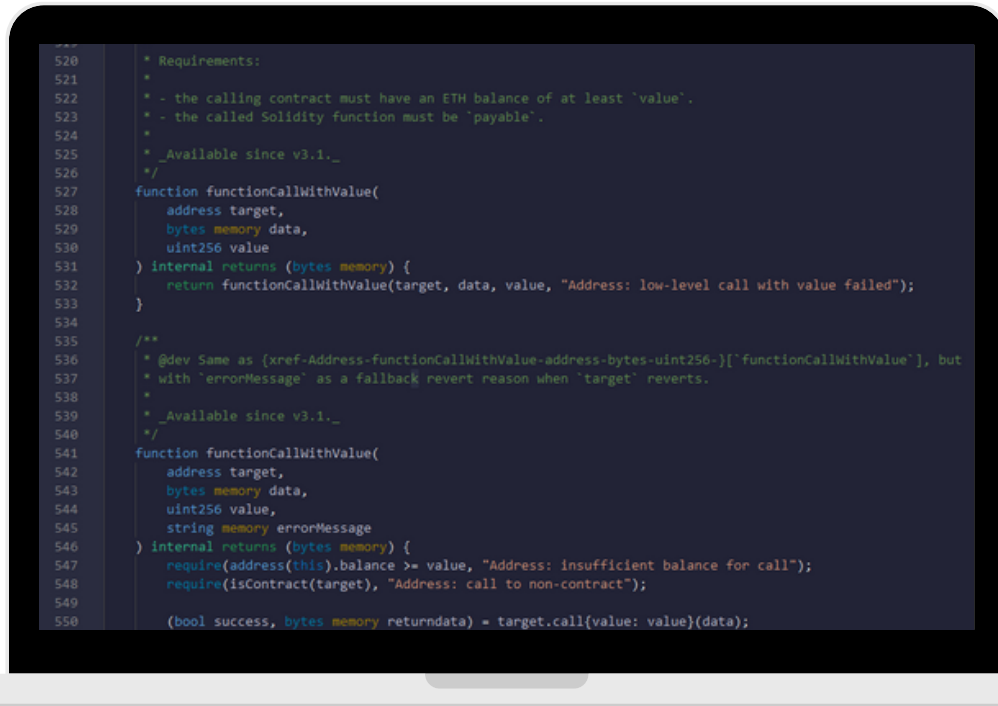 520 * Requirements:
521 *
522 * - the calling contract must have an ETH balance of at least `value`.
523 * - the called Solidity function must be `payable`.
524 *
525 * _Available since v3.1._
526 */
527 function functionCallWithValue(
528 address target,
529 bytes memory data,
530 uint256 value
531 ) internal returns (bytes memory) {
532 return functionCallWithValue(target, data, value, "Address: low-level call with value failed");
533 }
534
535 /**
536 * @dev Same as {xref-Address-functionCallWithValue-address-bytes-uint256-}[`functionCallWithValue`], but
537 * with `errorMessage` as a fallback revert reason when `target` reverts.
538 *
539 * _Available since v3.1._
540 */
541 function functionCallWithValue(
542 address target,
543 bytes memory data,
544 uint256 value,
545 string memory errorMessage
546 ) internal returns (bytes memory) {
547 require(address(this).balance >= value, "Address: insufficient balance for call");
548 require(isContract(target), "Address: call to non-contract");
549
550 (bool success, bytes memory returndata) = target.call{value: value}(data);